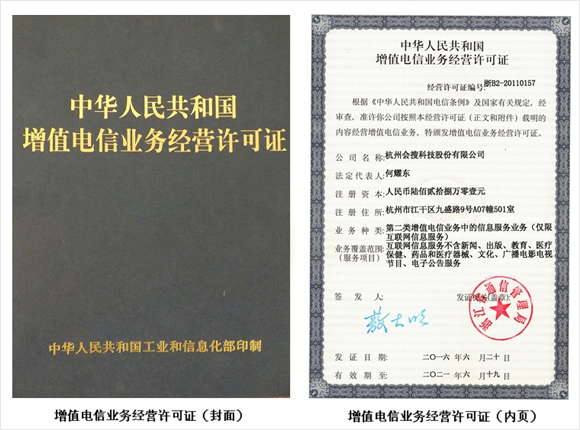 中华人民共和国
增值电信业务经营许可证
中华人民共和国工业和信息化部印制
增值电信业务经营许可证（封面）
中华人民共和国
增值电信业务经营许可证
经营许可证编号:浙B2-20110157
根据《中华人民共和国电信条例》及国家有关规定，经
审查，准许你公司按照本经营许可证（正文和附件）载明的
内容经营增值电信业务，特颁发增值电信业务经营许可证。
公司名称:杭州会搜科技股份有限公司
法定代表人:何耀东
注册资本:人民币陆佰贰拾捌万零壹元
注册住所:杭州市江干区九盛路9号A07幢501室
业务种类:第二类增值电信业务中的信息服务业务（仅限
互联网信息服务）
业务覆盖范围:互联网信息服务不含新闻、出版、教育、医疗
（服务项目）保健、药品和医疗器械、文化、广播电影电视
节目、电子公告服务
签发人:
发证机关(盖章):
浙江省通信管理局
发证日期:二〇一六年六月二十日
有效期至:二〇二一年六月十九日
增值电信业务经营许可证（内页）